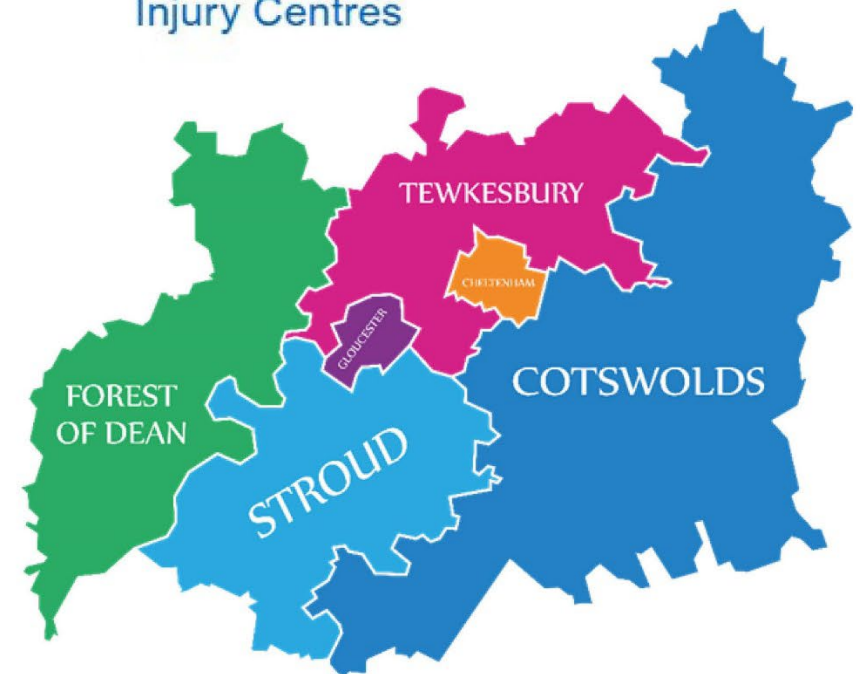 Injury Centres
TEWKESBURY
CHELTENHAM
GLOUCESTER
FOREST
OF DEAN
COTSWOLDS
STROUD